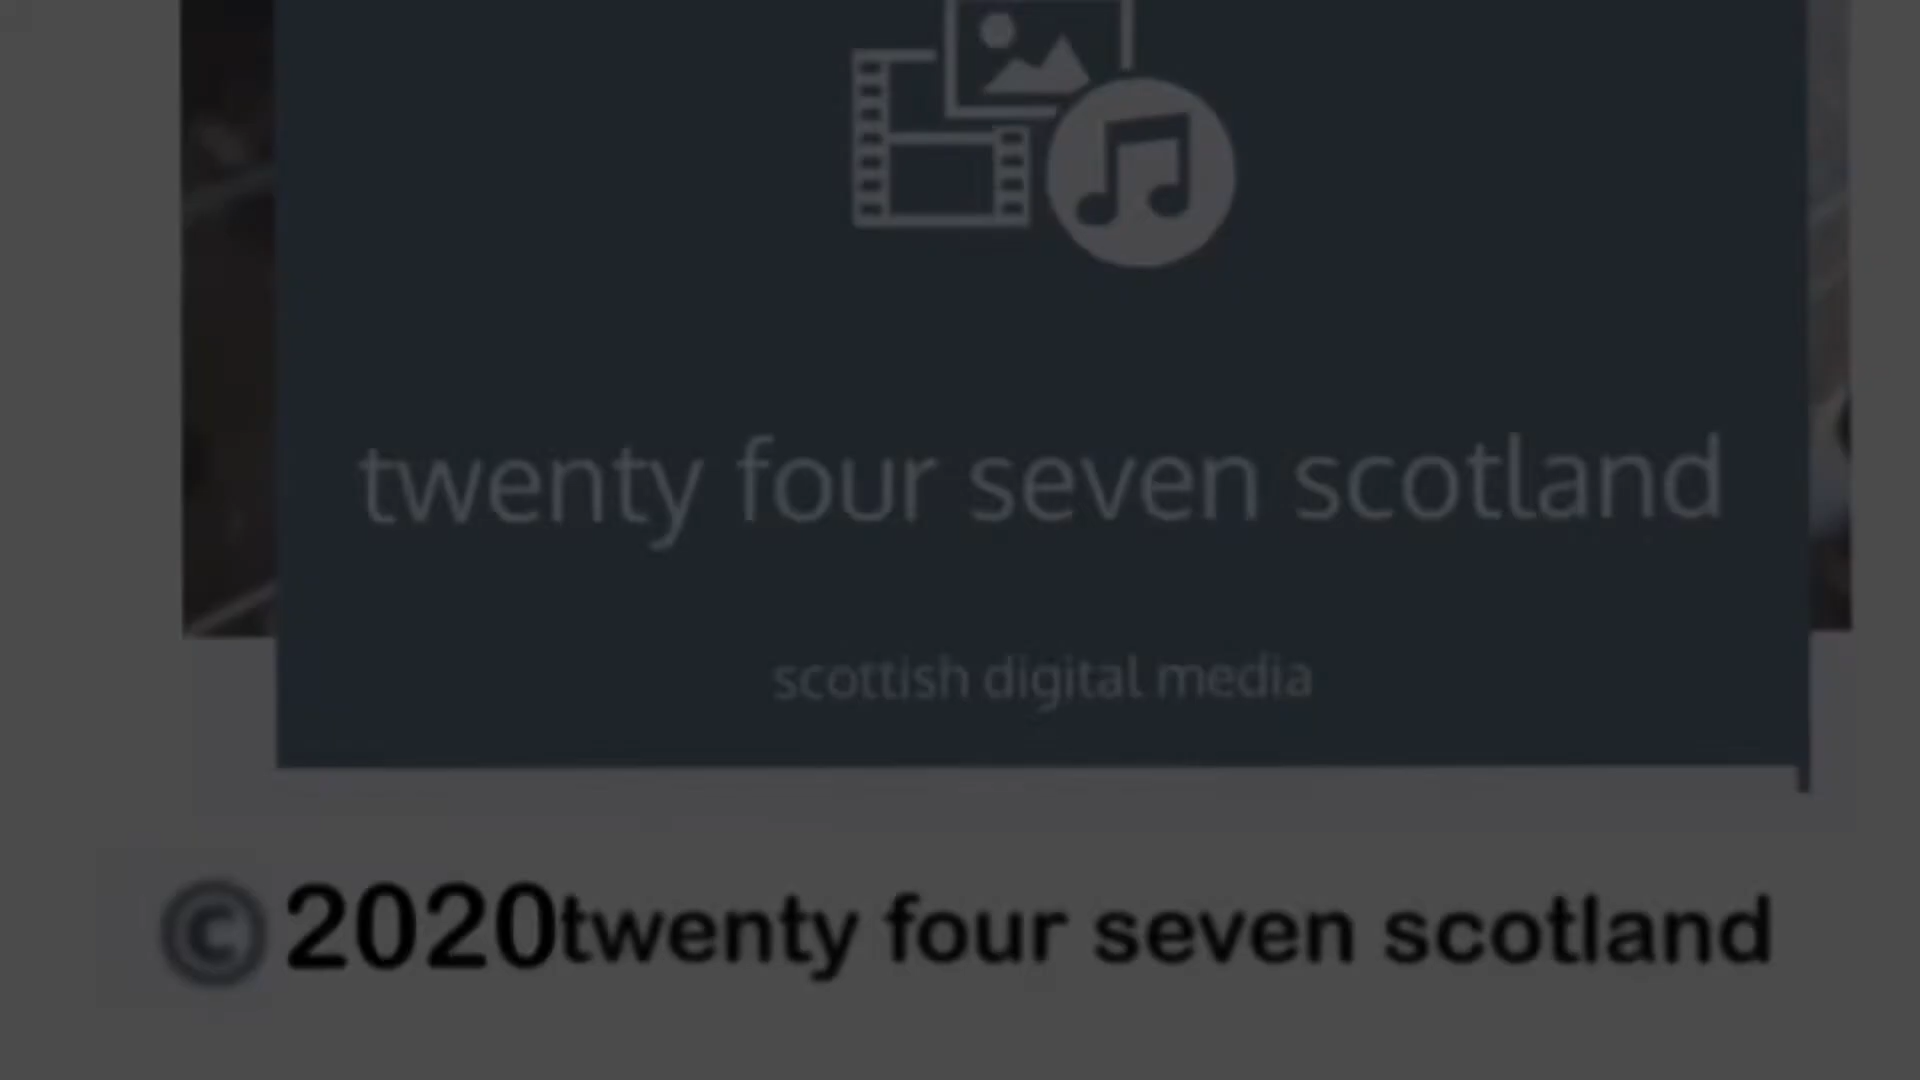 twenty four seven scotland
scottish digital media
©2020twenty four seven scotland